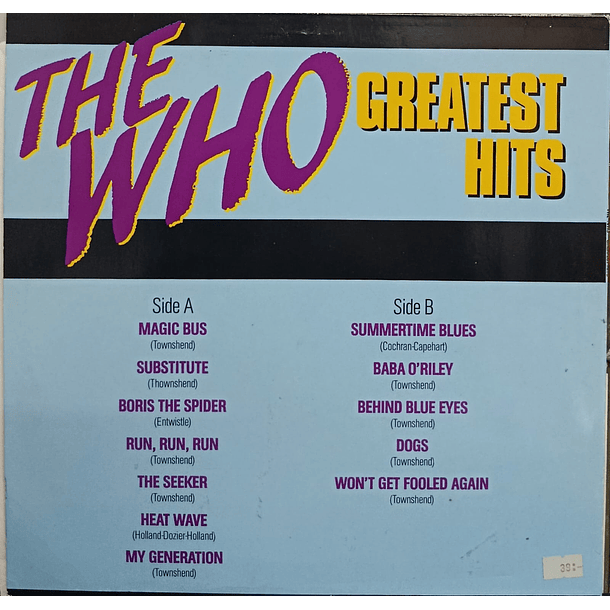 THE WHO
GREATEST
HITS
Side A
MAGIC BUS
(Townshend)
SUBSTITUTE
(Thownshend)
BORIS THE SPIDER
(Entwistle)
RUN, RUN, RUN
(Townshend)
THE SEEKER
(Townshend)
HEAT WAVE
(Holland-Dozier-Holland)
MY GENERATION
(Townshend)
Side B
SUMMERTIME BLUES
(Cochran-Capehart)
BABA O'RILEY
(Townshend)
BEHIND BLUE EYES
(Townshend)
DOGS
(Townshend)
WON'T GET FOOLED AGAIN
(Townshend)